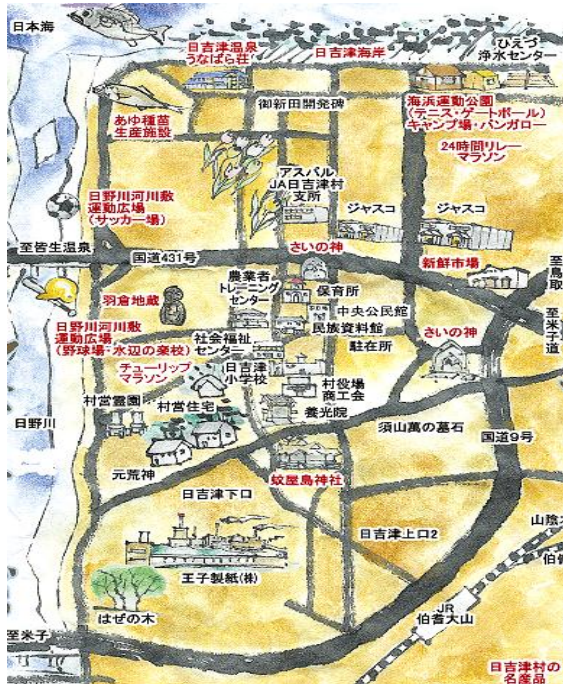 日本海
日吉津温泉
うなばら荘
日吉津海岸
ひえづ
浄水センター
あゆ種苗
生産施設
御新田開発碑
海浜運動公園
(テニス・ゲートボール)
キャンプ場・バンガロー
24時間リレー
マラソン
アスパル
JA日吉津村
支所
日野川河川敷
運動広場
(サッカー場)
ジャスコ
ジャスコ
至皆生温泉
国道431号
さいの神
新鮮市場
至鳥取
農業者
トレーニング
センター
保育所
羽倉地蔵
中央公民館
民族資料館
至米子道
日野川河川敷
運動広場
(野球場・水辺の楽校)
社会福祉
センター
駐在所
さいの神
チューリップ
マラソン
日吉津
小学校
村役場
商工会
村営霊園
村営住宅
養光院
須山萬の墓石
国道9号
日野川
元荒神
蚊屋島神社
日吉津下口
日吉津上口2
山陰
伯
王子製紙(株)
はぜの木
JR
伯耆大山
至米子
日吉津村の
名産品